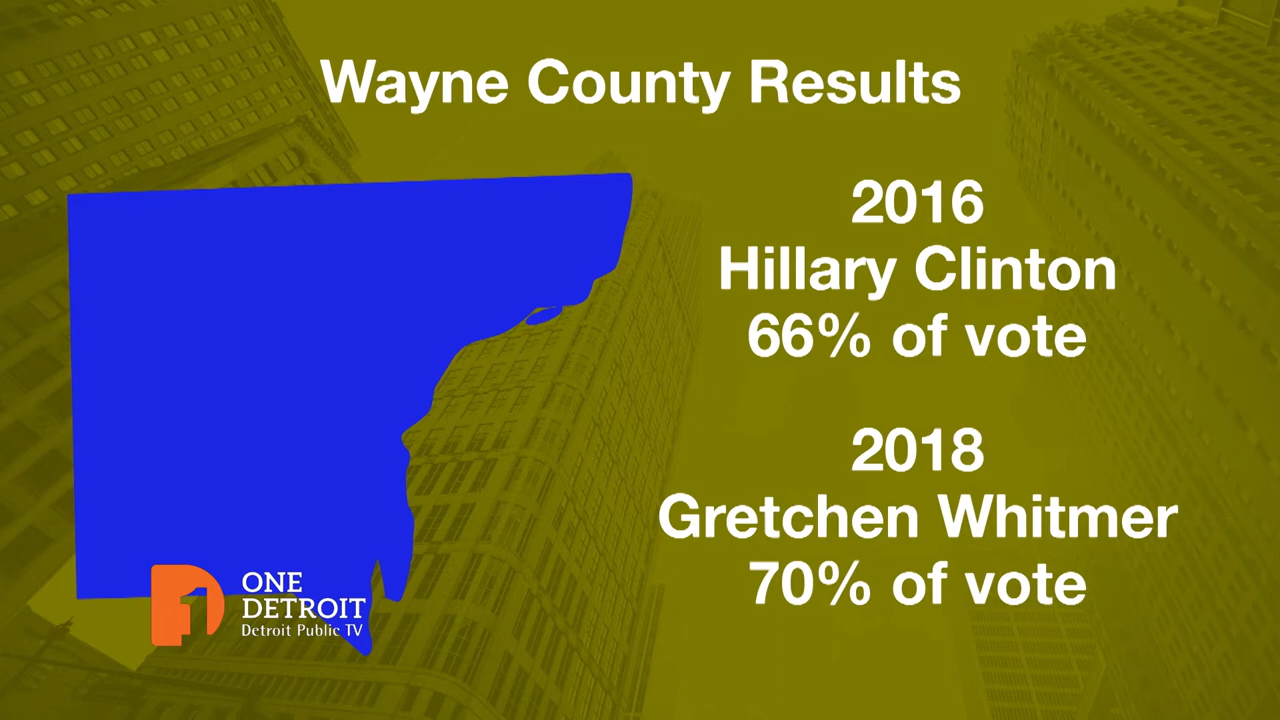 Wayne County Results
2016
Hillary Clinton
66% of vote
2018
Gretchen Whitmer
70% of vote
1
ONE
DETROIT
Detroit Public TV